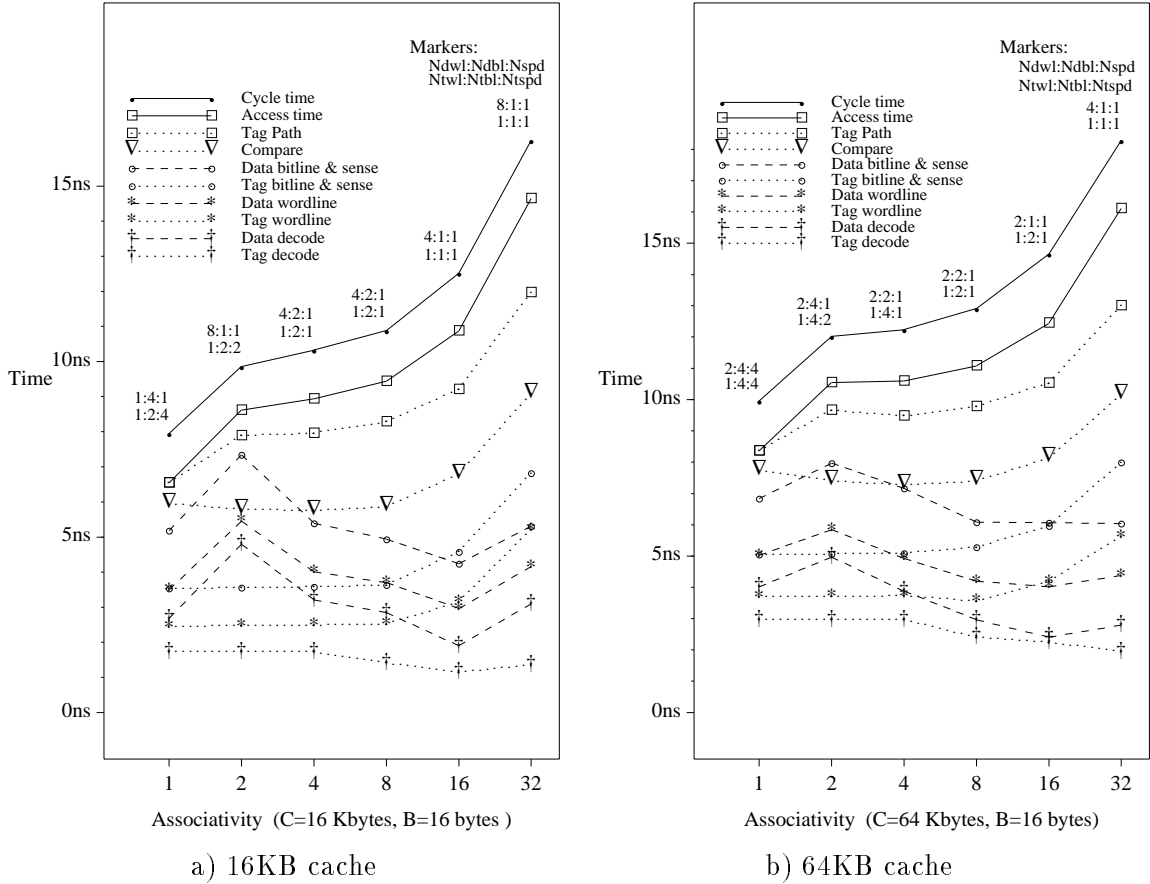 Markers:
Ndwl:Ndbl:Nspd
Ntwl:Ntbl:Ntspd
Cycle time
Access time
Tag Path
Compare
Data bitline & sense
Tag bitline & sense
Data wordline
Tag wordline
Data decode
Tag decode
8:1:1
1:1:1
4:1:1
1:1:1
4:2:1
1:2:1
4:2:1
1:2:1
8:1:1
1:2:2
1:4:1
1:2:4
15ns
10ns
Time
5ns
0ns
1 2 4 8 16 32
Associativity (C=16 Kbytes, B=16 bytes )
a) 16KB cache
Markers:
Ndwl:Ndbl:Nspd
Ntwl:Ntbl:Ntspd
Cycle time
Access time
Tag Path
Compare
Data bitline & sense
Tag bitline & sense
Data wordline
Tag wordline
Data decode
Tag decode
4:1:1
1:1:1
2:1:1
1:2:1
2:2:1
1:2:1
2:2:1
1:4:1
2:4:1
1:4:2
2:4:4
1:4:4
15ns
10ns
Time
5ns
0ns
1 2 4 8 16 32
Associativity (C=64 Kbytes, B=16 bytes)
b) 64KB cache